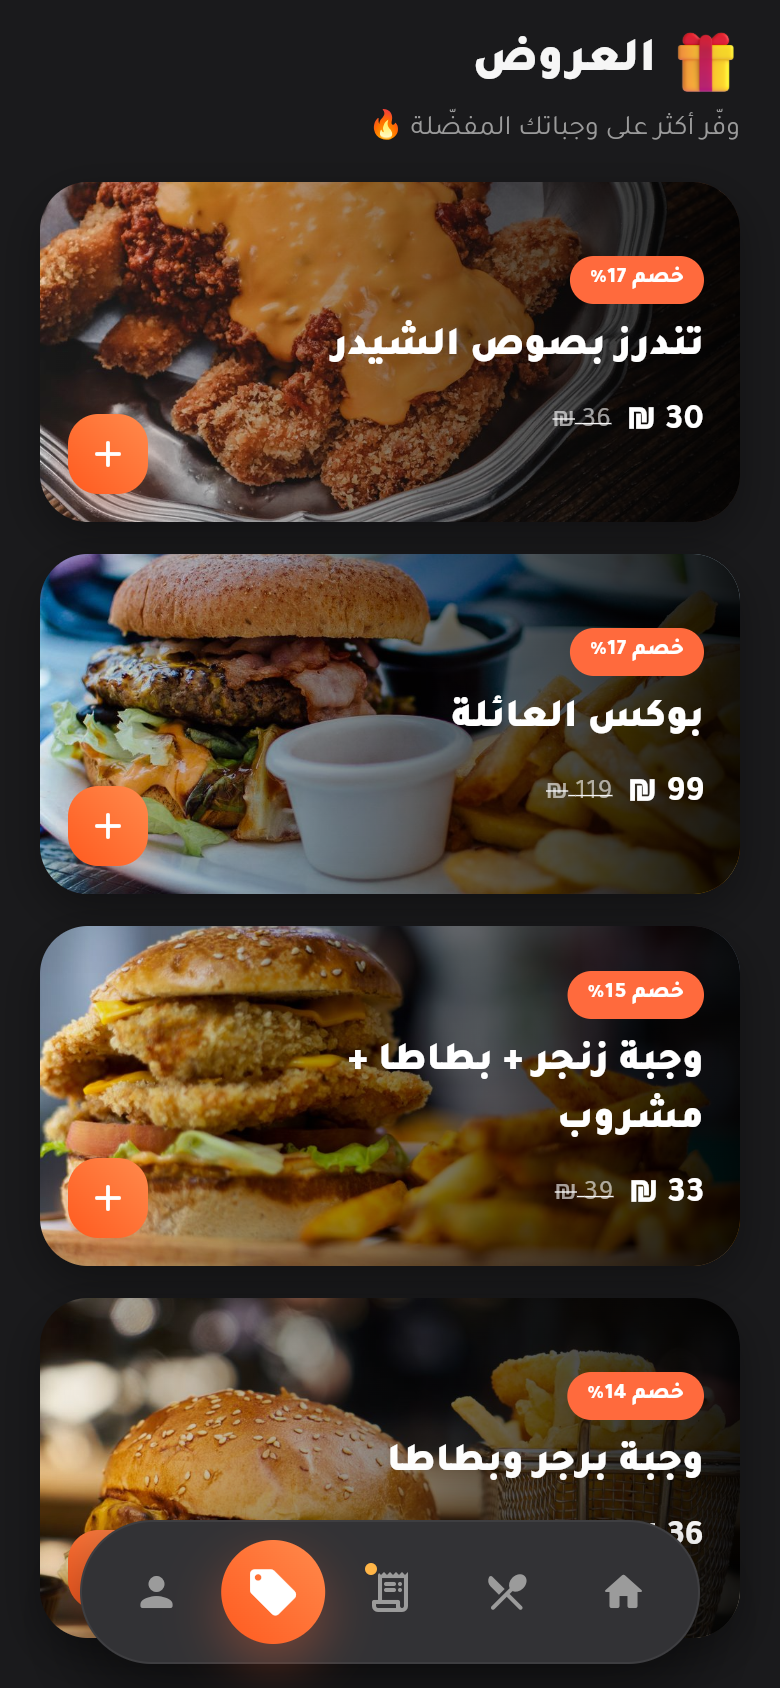 🎁 العروض
وفّر أكثر على وجباتك المفضّلة 🔥
خصم 17%
تندرز بصوص الشيدر
30 ₪ 36 ₪
خصم 17%
بوكس العائلة
99 ₪ 119 ₪
خصم 15%
وجبة زنجر + بطاطا +
مشروب
33 ₪ 39 ₪
خصم 14%
وجبة برجر وبطاطا
36